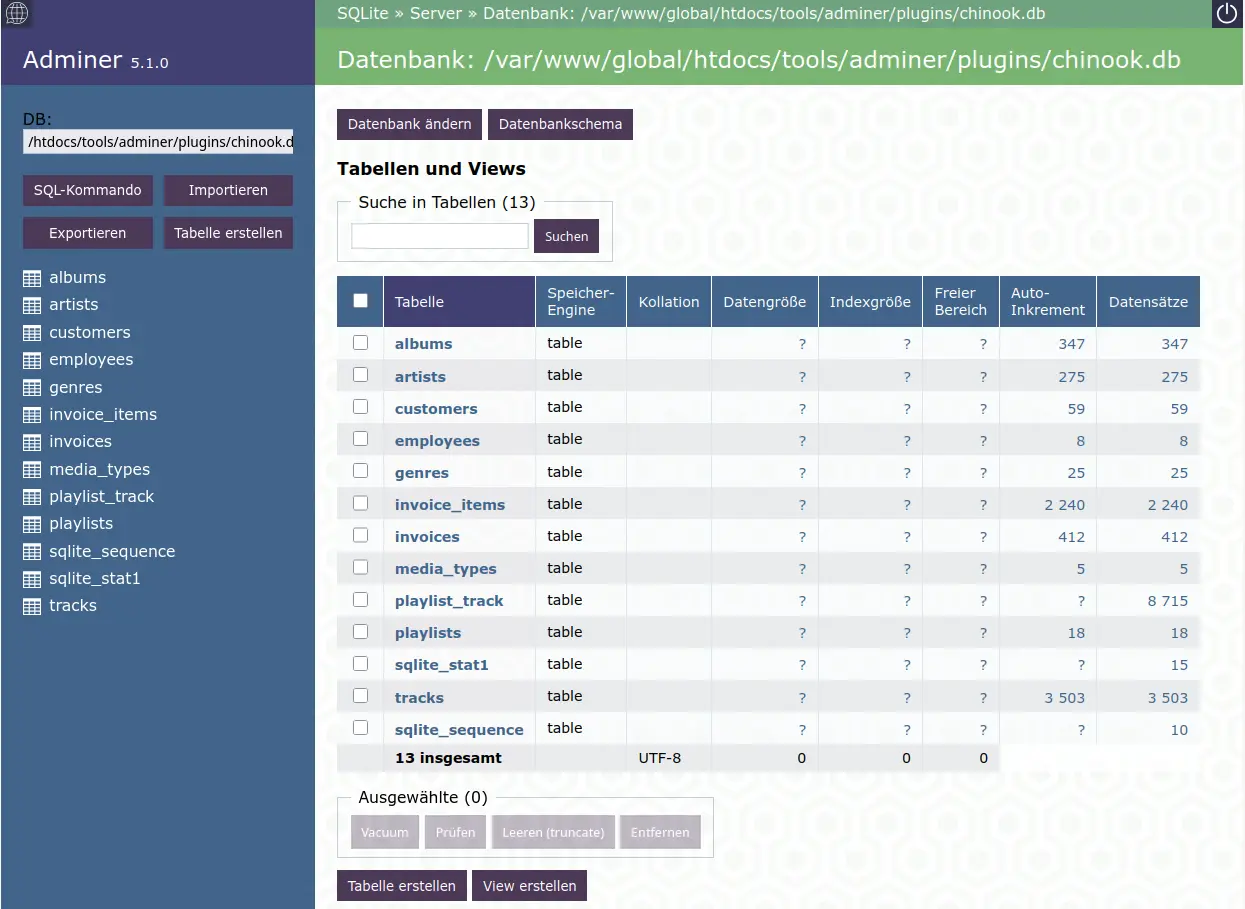 SQLite » Server » Datenbank: /var/www/global/htdocs/tools/adminer/plugins/chinook.db
Adminer 5.1.0
Datenbank: /var/www/global/htdocs/tools/adminer/plugins/chinook.db
DB:
/htdocs/tools/adminer/plugins/chinook.d
SQL-Kommando Importieren
Exportieren Tabelle erstellen
albums
artists
customers
employees
genres
invoice_items
invoices
media_types
playlist_track
playlists
sqlite_sequence
sqlite_stat1
tracks
Datenbank ändern Datenbankschema
Tabellen und Views
Suche in Tabellen (13)
Suchen
Tabelle Speicher-Engine Kollation Datengröße Indexgröße Freier Bereich Auto-Inkrement Datensätze
albums table ? ? ? 347 347
artists table ? ? ? 275 275
customers table ? ? ? 59 59
employees table ? ? ? 8 8
genres table ? ? ? 25 25
invoice_items table ? ? ? 2 240 2 240
invoices table ? ? ? 412 412
media_types table ? ? ? 5 5
playlist_track table ? ? ? ? 8 715
playlists table ? ? ? 18 18
sqlite_stat1 table ? ? ? ? 15
tracks table ? ? ? 3 503 3 503
sqlite_sequence table ? ? ? ? 10
13 insgesamt UTF-8 0 0 0
Ausgewählte (0)
Vacuum Prüfen Leeren (truncate) Entfernen
Tabelle erstellen View erstellen